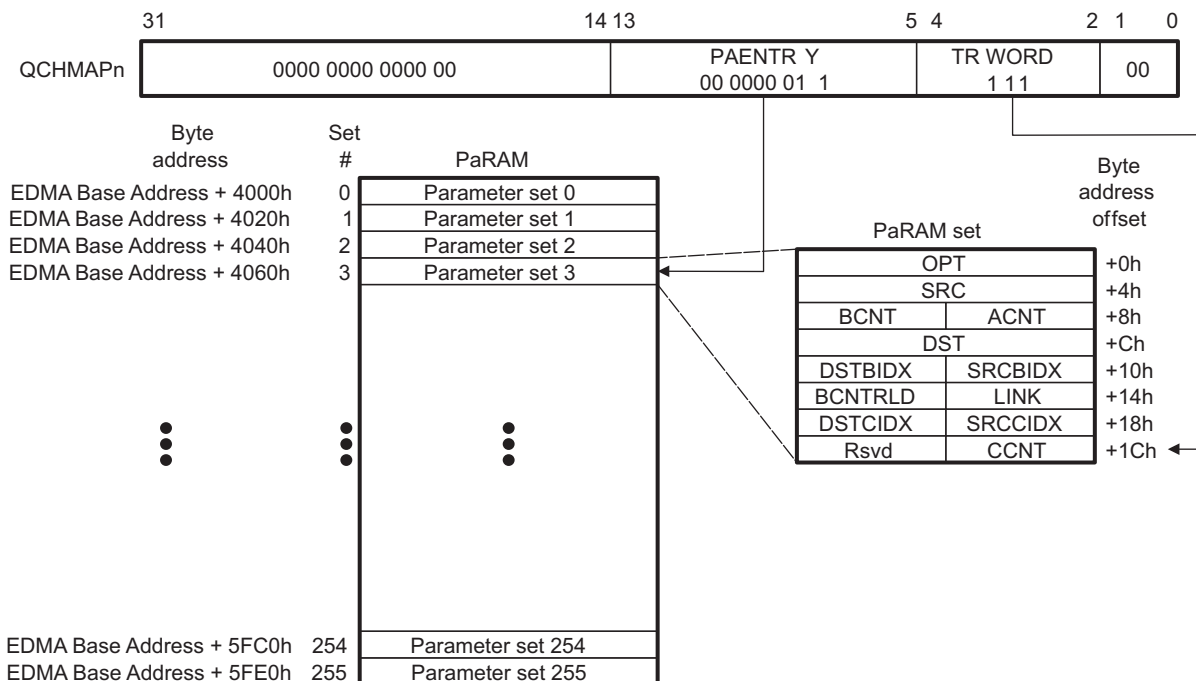 31 14 13 5 4 2 1 0
QCHMAPn 0000 0000 0000 00 PAENTR Y 00 0000 01 1 TR WORD 1 11 00
Byte address Set # PaRAM
EDMA Base Address + 4000h 0 Parameter set 0
EDMA Base Address + 4020h 1 Parameter set 1
EDMA Base Address + 4040h 2 Parameter set 2
EDMA Base Address + 4060h 3 Parameter set 3
EDMA Base Address + 5FC0h 254 Parameter set 254
EDMA Base Address + 5FE0h 255 Parameter set 255
PaRAM set Byte address offset
OPT +0h
SRC +4h
BCNT ACNT +8h
DST +Ch
DSTBIDX SRCBIDX +10h
BCNTRLD LINK +14h
DSTCIDX SRCCIDX +18h
Rsvd CCNT +1Ch